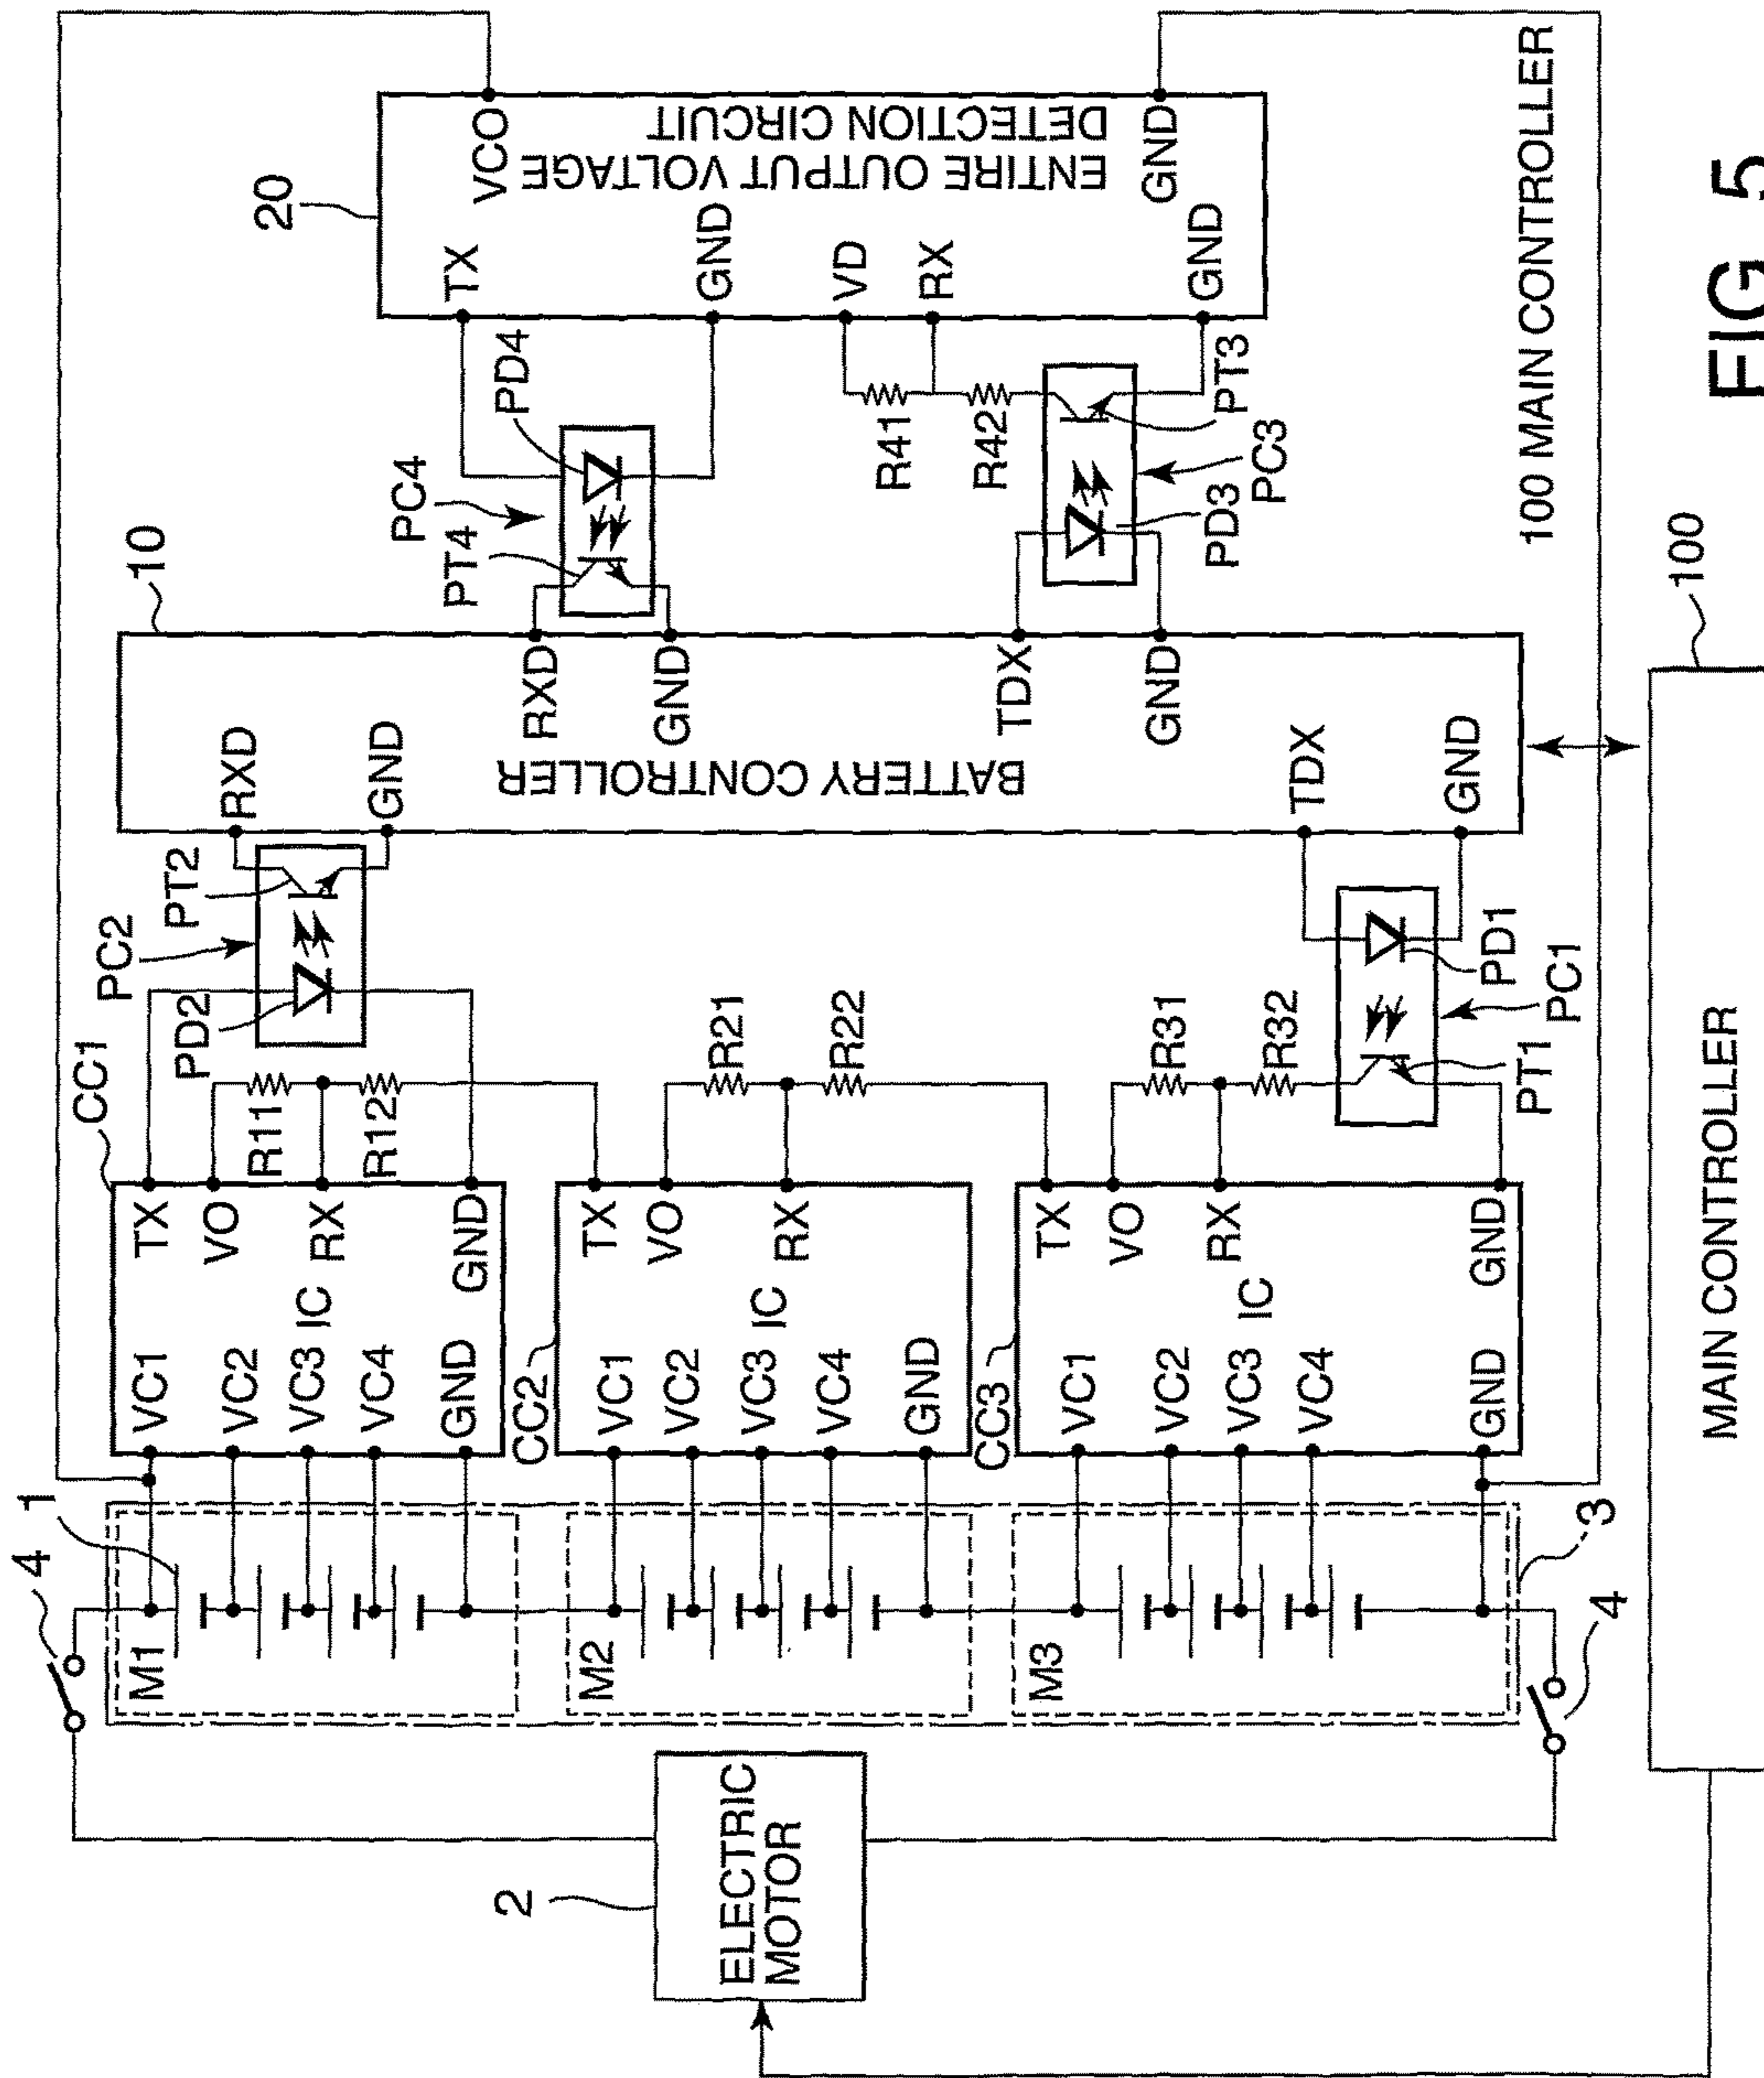 4
1
M1
M2
M3
3
4
2
ELECTRIC
MOTOR
CC1
VC1
VC2
VC3
VC4
GND
IC
TX
VO
RX
GND
CC2
VC1
VC2
VC3
VC4
GND
IC
TX
VO
RX
CC3
VC1
VC2
VC3
VC4
GND
IC
TX
VO
RX
GND
R11
R12
R21
R22
R31
R32
PC2
PD2
PT2
PT1
PD1
PC1
10
RXD
GND
BATTERY CONTROLLER
RXD
GND
TDX
GND
TDX
GND
PC4
PT4
PD4
R41
R42
PD3
PC3
PT3
20
TX
GND
VD
RX
GND
VCO
GND
ENTIRE OUTPUT VOLTAGE
DETECTION CIRCUIT
100 MAIN CONTROLLER
100
MAIN CONTROLLER
FIG 5